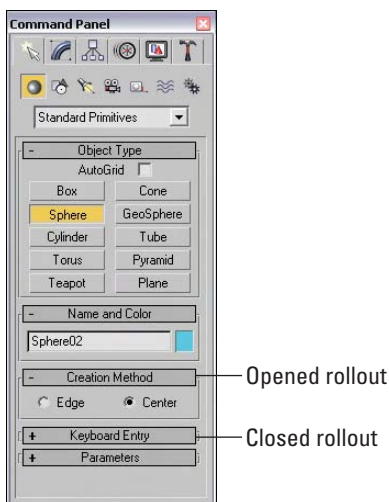 Command Panel
Standard Primitives
- Object Type
AutoGrid
Box Cone
Sphere GeoSphere
Cylinder Tube
Torus Pyramid
Teapot Plane
- Name and Color
Sphere02
- Creation Method
Opened rollout
Edge Center
+ Keyboard Entry
Closed rollout
+ Parameters